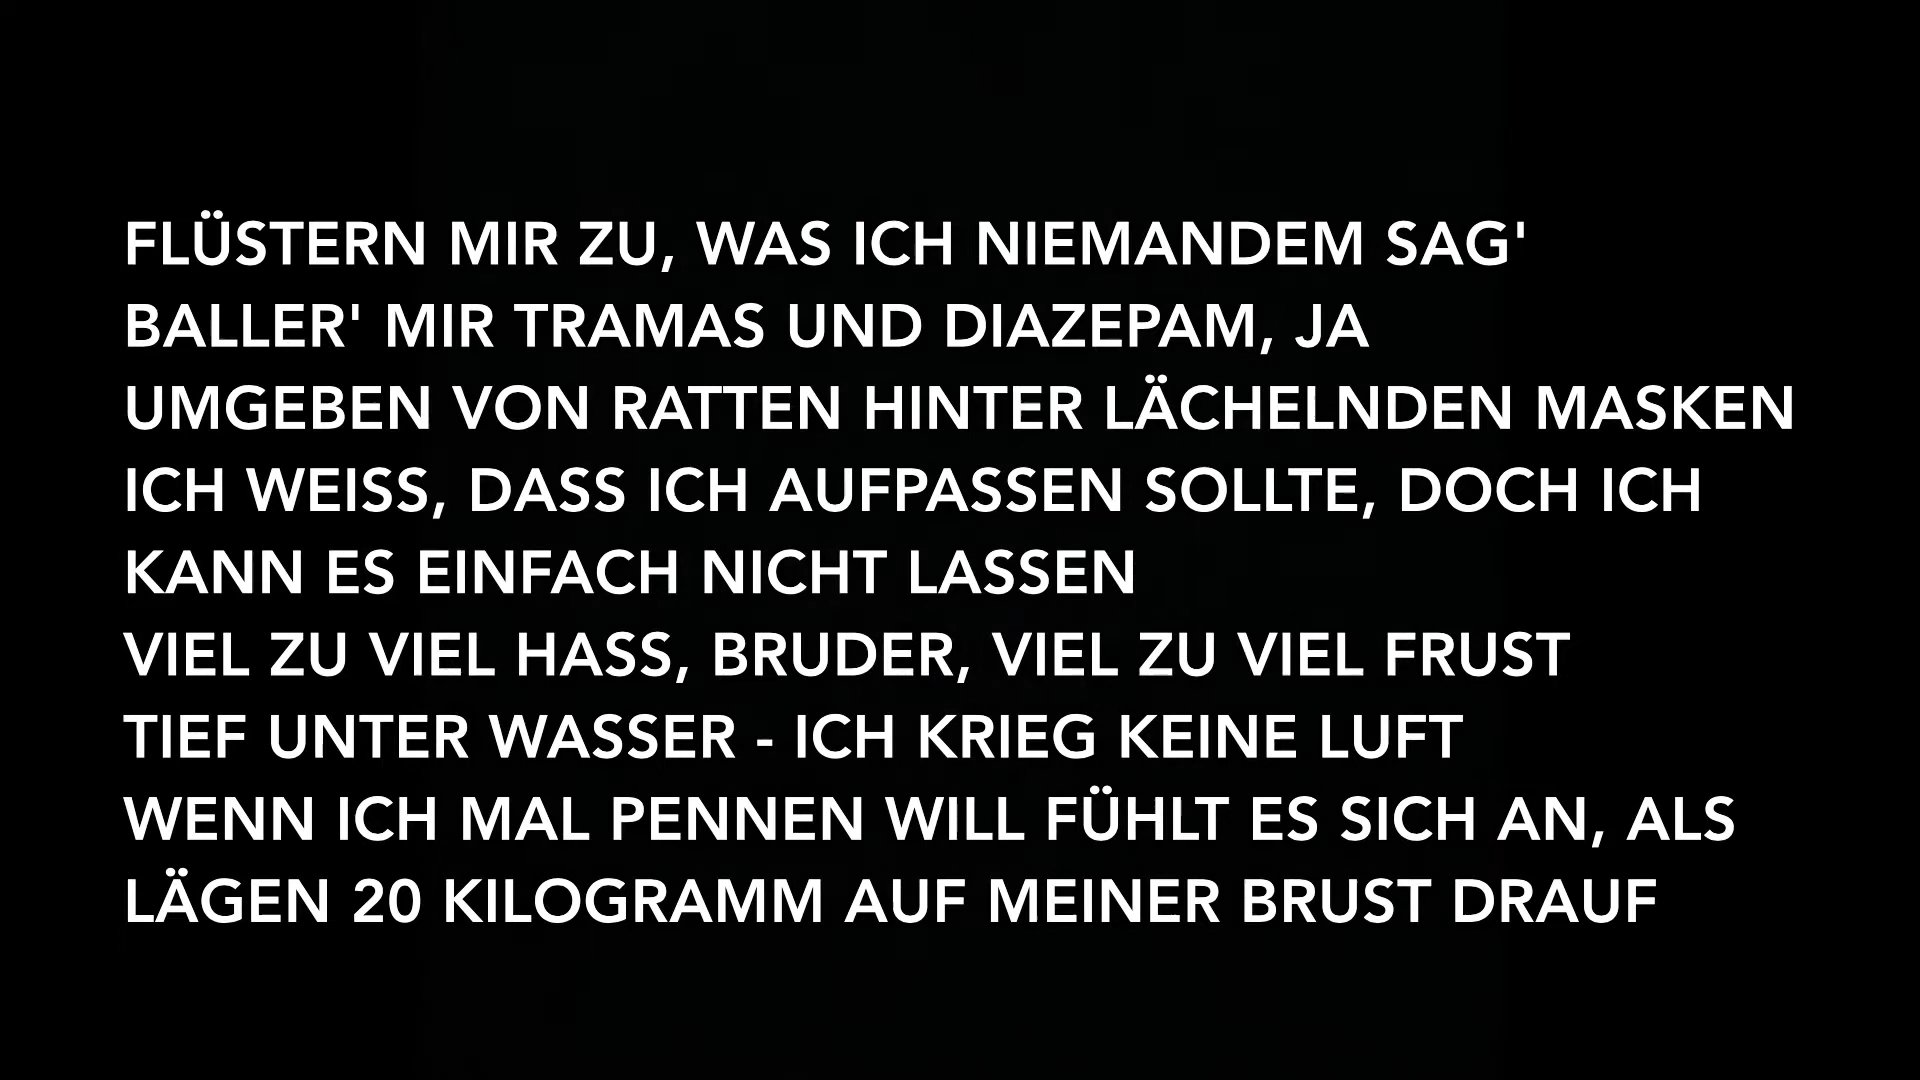 FLÜSTERN MIR ZU, WAS ICH NIEMANDEM SAG'
BALLER' MIR TRAMAS UND DIAZEPAM, JA
UMGEBEN VON RATTEN HINTER LÄCHELNDEN MASKEN
ICH WEISS, DASS ICH AUFPASSEN SOLLTE, DOCH ICH
KANN ES EINFACH NICHT LASSEN
VIEL ZU VIEL HASS, BRUDER, VIEL ZU VIEL FRUST
TIEF UNTER WASSER - ICH KRIEG KEINE LUFT
WENN ICH MAL PENNEN WILL FÜHLT ES SICH AN, ALS
LÄGEN 20 KILOGRAMM AUF MEINER BRUST DRAUF